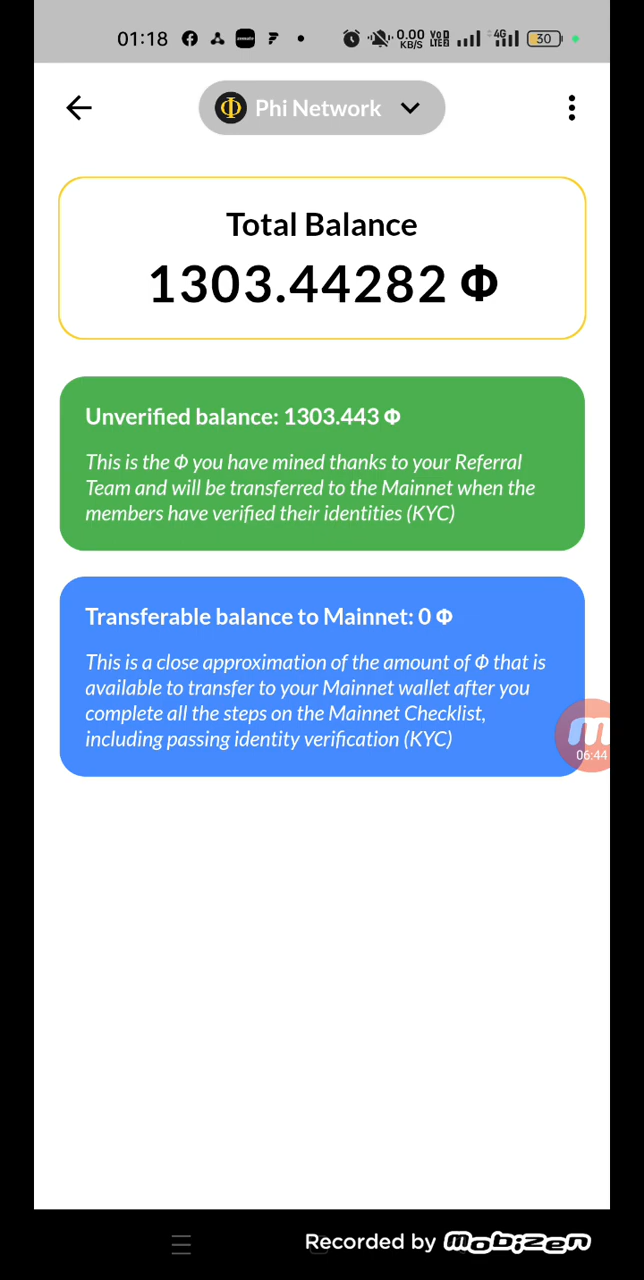 01:18 0.00 KB/S VoD LTE2 4G 30
Phi Network
Total Balance
1303.44282 Φ
Unverified balance: 1303.443 Φ
This is the Φ you have mined thanks to your Referral
Team and will be transferred to the Mainnet when the
members have verified their identities (KYC)
Transferable balance to Mainnet: 0 Φ
This is a close approximation of the amount of Φ that is
available to transfer to your Mainnet wallet after you
complete all the steps on the Mainnet Checklist,
including passing identity verification (KYC)
06:44
Recorded by mobizen